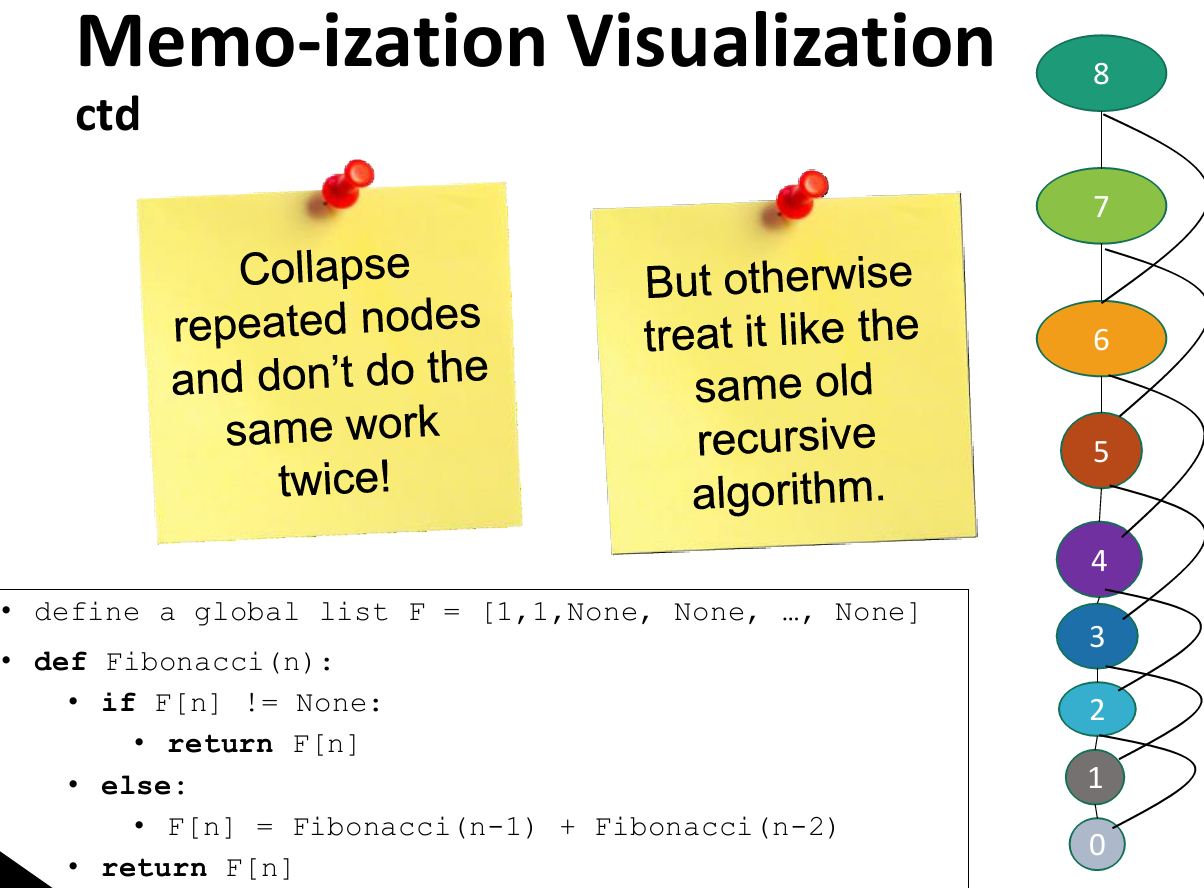 Memo-ization Visualization
ctd
Collapse
repeated nodes
and don’t do the
same work
twice!
But otherwise
treat it like the
same old
recursive
algorithm.
• define a global list F = [1,1,None, None, …, None]
• def Fibonacci(n):
• if F[n] != None:
• return F[n]
• else:
• F[n] = Fibonacci(n-1) + Fibonacci(n-2)
• return F[n]
8
7
6
5
4
3
2
1
0